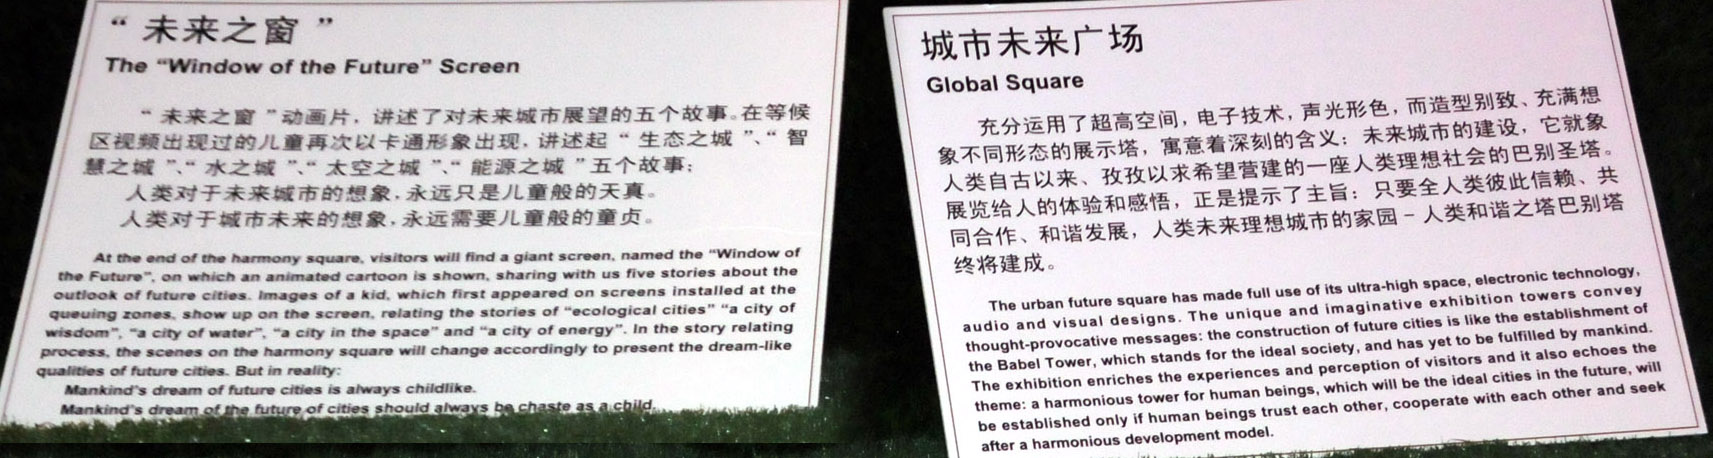 “ 未来之窗 ”
The “Window of the Future” Screen
“ 未来之窗 ”动画片，讲述了对未来城市展望的五个故事。在等候
区视频出现过的儿童再次以卡通形象出现，讲述起 “ 生态之城 ”、“ 智
慧之城 ”、“ 水之城 ”、“ 太空之城 ”、“ 能源之城 ”五个故事；
人类对于未来城市的想象，永远只是儿童般的天真。
人类对于城市未来的想象，永远需要儿童般的童贞。
At the end of the harmony square, visitors will find a giant screen, named the “Window of
the Future”, on which an animated cartoon is shown, sharing with us five stories about the
outlook of future cities. Images of a kid, which first appeared on screens installed at the
queuing zones, show up on the screen, relating the stories of “ecological cities” “a city of
wisdom”, “a city of water”, “a city in the space” and “a city of energy”. In the story relating
process, the scenes on the harmony square will change accordingly to present the dream-like
qualities of future cities. But in reality:
Mankind’s dream of future cities is always childlike.
Mankind’s dream of the future of cities should always be chaste as a child.
城市未来广场
Global Square
充分运用了超高空间，电子技术，声光形色，而造型别致、充满想
象不同形态的展示塔，寓意着深刻的含义：未来城市的建设，它就象
人类自古以来、孜孜以求希望营建的一座人类理想社会的巴别圣塔。
展览给人的体验和感悟，正是提示了主旨：只要全人类彼此信赖、共
同合作、和谐发展，人类未来理想城市的家园－人类和谐之塔巴别塔
终将建成。
The urban future square has made full use of its ultra-high space, electronic technology,
audio and visual designs. The unique and imaginative exhibition towers convey
thought-provocative messages: the construction of future cities is like the establishment of
the Babel Tower, which stands for the ideal society, and has yet to be fulfilled by mankind.
The exhibition enriches the experiences and perception of visitors and it also echoes the
theme: a harmonious tower for human beings, which will be the ideal cities in the future, will
be established only if human beings trust each other, cooperate with each other and seek
after a harmonious development model.